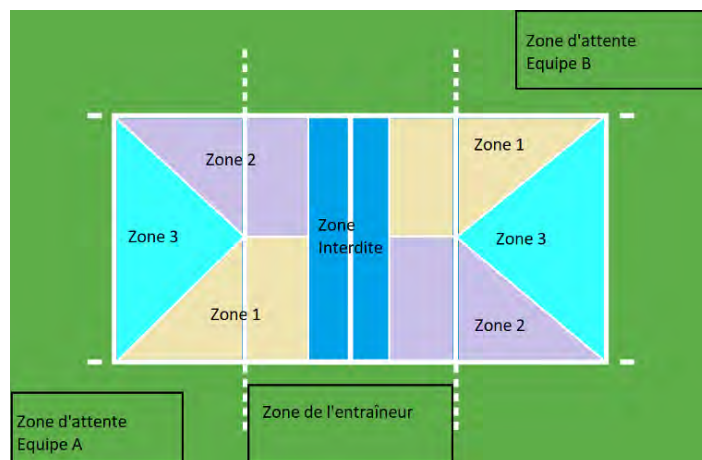 Zone d'attente
Equipe B
Zone 1
Zone 2
Zone 3
Zone
Interdite
Zone 3
Zone 1
Zone 2
Zone de l'entraîneur
Zone d'attente
Equipe A